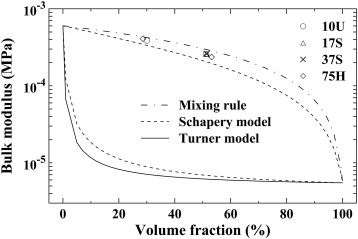 10⁻³
10⁻⁴
10⁻⁵
Bulk modulus (MPa)
10U
17S
37S
75H
Mixing rule
Schapery model
Turner model
0 20 40 60 80 100
Volume fraction (%)